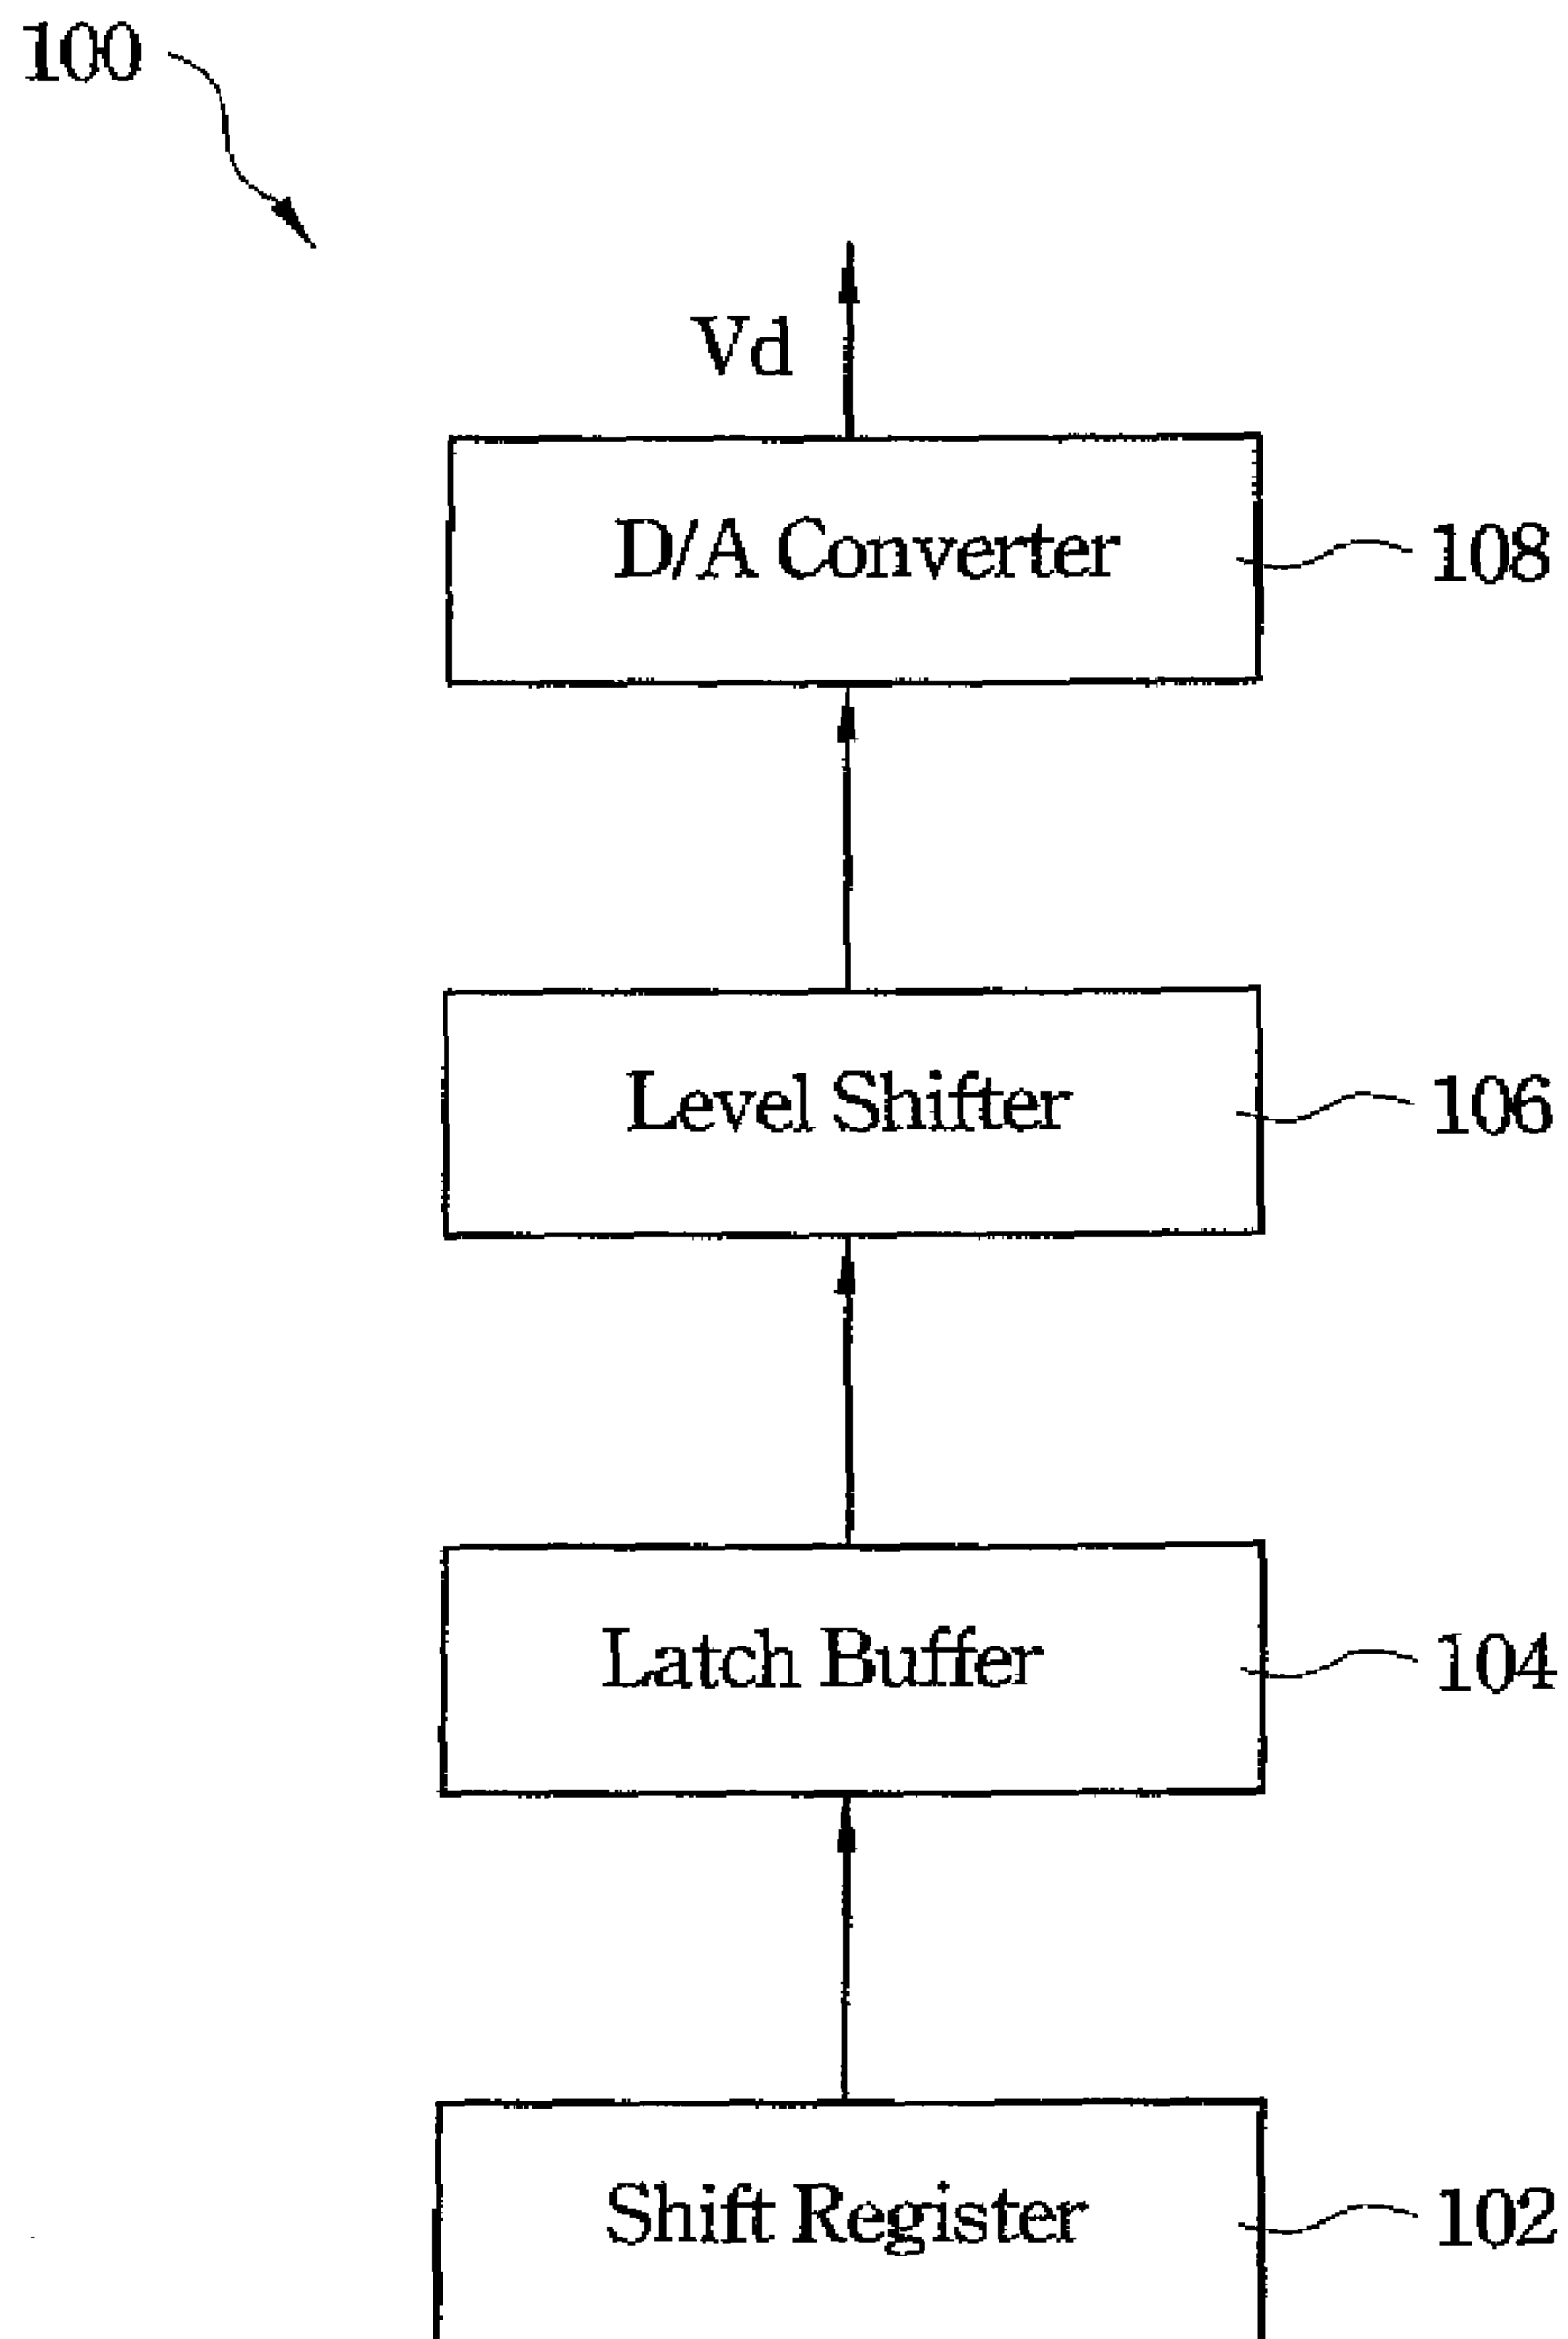 100
Vd
D/A Converter
108
Level Shifter
106
Latch Buffer
104
Shift Register
102